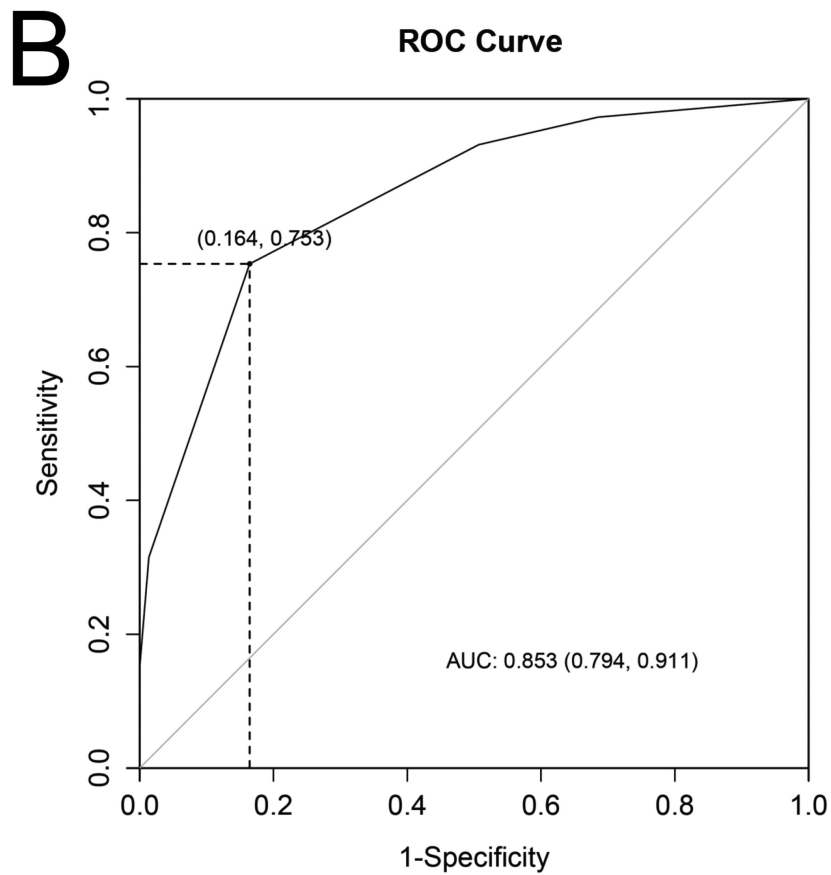 B
ROC Curve
1.0
0.8
0.6
0.4
0.2
0.0
Sensitivity
(0.164, 0.753)
AUC: 0.853 (0.794, 0.911)
0.0 0.2 0.4 0.6 0.8 1.0
1-Specificity